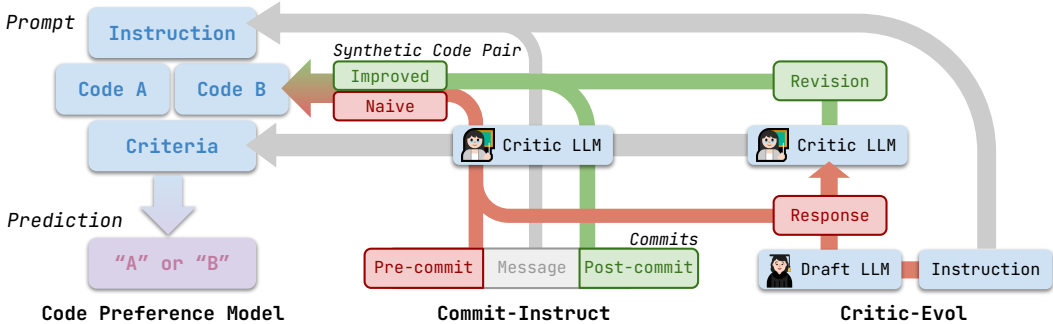 Prompt
Instruction
Code A
Code B
Criteria
Prediction
“A” or “B”
Code Preference Model
Synthetic Code Pair
Improved
Naive
Critic LLM
Commits
Pre-commit
Message
Post-commit
Commit-Instruct
Revision
Critic LLM
Response
Draft LLM
Instruction
Critic-Evol